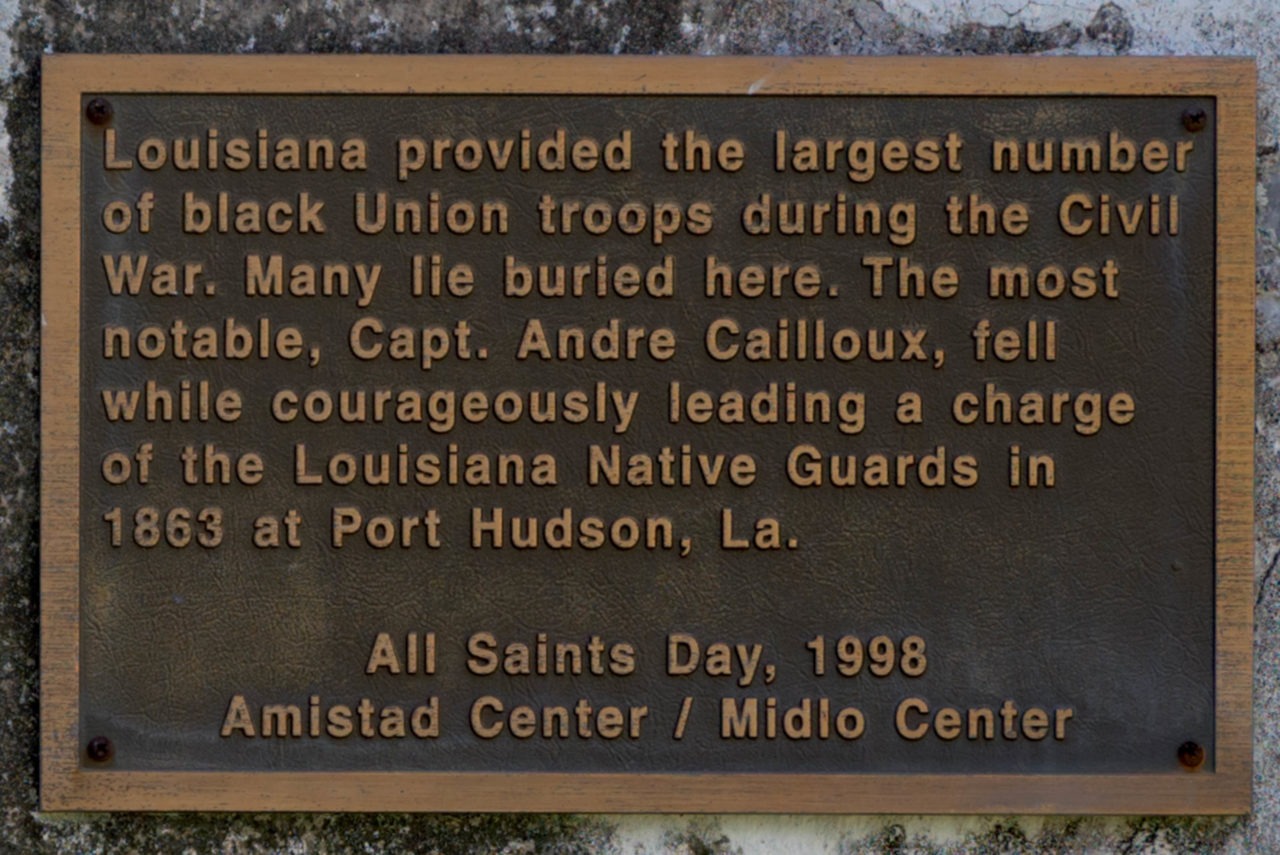 Louisiana provided the largest number
of black Union troops during the Civil
War. Many lie buried here. The most
notable, Capt. Andre Cailloux, fell
while courageously leading a charge
of the Louisiana Native Guards in
1863 at Port Hudson, La.
All Saints Day, 1998
Amistad Center / Midlo Center